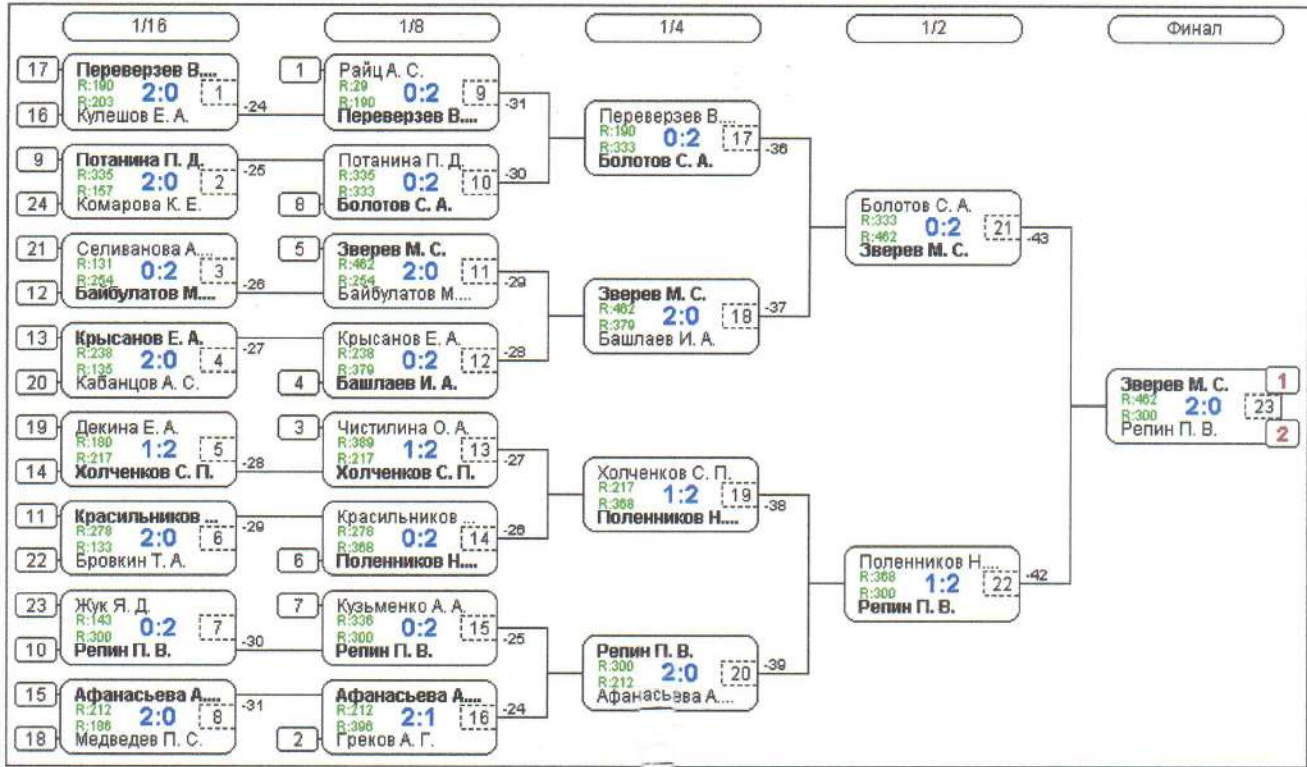 1/16
1/8
1/4
1/2
Финал
17
Переверзев В....
R:190
2:0
1
R:203
16
Кулешов Е. А.
-24
9
Потанина П. Д.
R:335
2:0
2
R:157
24
Комарова К. Е.
-25
21
Селиванова А....
R:131
0:2
3
R:254
12
Байбулатов М....
-26
13
Крысанов Е. А.
R:238
2:0
4
R:135
20
Кабанцов А. С.
-27
19
Декина Е. А.
R:180
1:2
5
R:217
14
Холченков С. П.
-28
11
Красильников ...
R:278
2:0
6
R:133
22
Бровкин Т. А.
-29
23
Жук Я. Д.
R:143
0:2
7
R:300
10
Репин П. В.
-30
15
Афанасьева А....
R:212
2:0
8
R:186
18
Медведев П. С.
-31
1
Райц А. С.
R:29
0:2
9
R:190
Переверзев В....
-31
Потанина П. Д.
R:335
0:2
10
R:333
8
Болотов С. А.
-30
5
Зверев М. С.
R:462
2:0
11
R:254
Байбулатов М....
-29
Крысанов Е. А.
R:238
0:2
12
R:379
4
Башлаев И. А.
-28
3
Чистилина О. А.
R:389
1:2
13
R:217
Холченков С. П.
-27
Красильников ...
R:278
0:2
14
R:368
6
Поленников Н....
-26
7
Кузьменко А. А.
R:336
0:2
15
R:300
Репин П. В.
-25
Афанасьева А....
R:212
2:1
16
R:396
2
Греков А. Г.
-24
Переверзев В....
R:190
0:2
17
R:333
Болотов С. А.
-36
Зверев М. С.
R:462
2:0
18
R:379
Башлаев И. А.
-37
Холченков С. П.
R:217
1:2
19
R:368
Поленников Н....
-38
Репин П. В.
R:300
2:0
20
R:212
Афанасьева А....
-39
Болотов С. А.
R:333
0:2
21
R:462
Зверев М. С.
-43
Поленников Н....
R:368
1:2
22
R:300
Репин П. В.
-42
Зверев М. С.
1
R:462
2:0
23
R:300
Репин П. В.
2